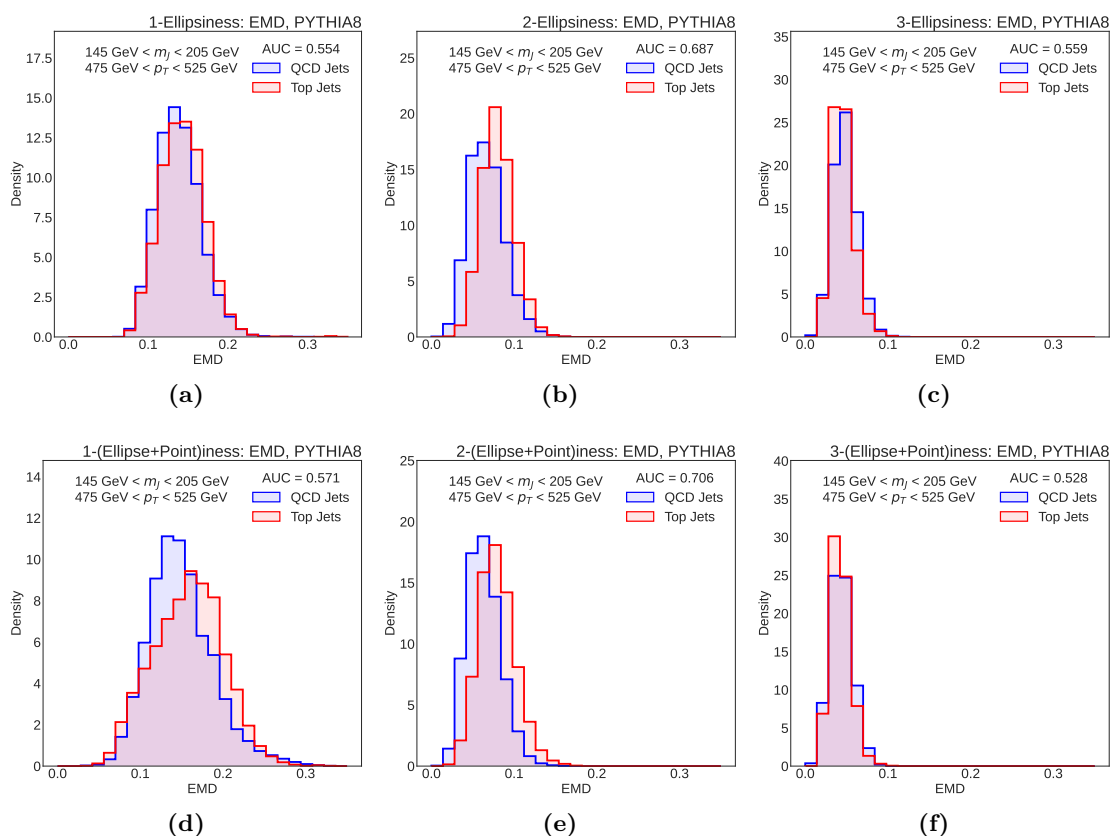 1-Ellipsiness: EMD, PYTHIA8
145 GeV < m_J < 205 GeV
475 GeV < p_T < 525 GeV
AUC = 0.554
QCD Jets
Top Jets
17.5
15.0
12.5
10.0
7.5
5.0
2.5
0.0
Density
0.0 0.1 0.2 0.3
EMD
(a)
2-Ellipsiness: EMD, PYTHIA8
145 GeV < m_J < 205 GeV
475 GeV < p_T < 525 GeV
AUC = 0.687
QCD Jets
Top Jets
25
20
15
10
5
0
Density
0.0 0.1 0.2 0.3
EMD
(b)
3-Ellipsiness: EMD, PYTHIA8
145 GeV < m_J < 205 GeV
475 GeV < p_T < 525 GeV
AUC = 0.559
QCD Jets
Top Jets
35
30
25
20
15
10
5
0
Density
0.0 0.1 0.2 0.3
EMD
(c)
1-(Ellipse+Point)iness: EMD, PYTHIA8
145 GeV < m_J < 205 GeV
475 GeV < p_T < 525 GeV
AUC = 0.571
QCD Jets
Top Jets
14
12
10
8
6
4
2
0
Density
0.0 0.1 0.2 0.3
EMD
(d)
2-(Ellipse+Point)iness: EMD, PYTHIA8
145 GeV < m_J < 205 GeV
475 GeV < p_T < 525 GeV
AUC = 0.706
QCD Jets
Top Jets
25
20
15
10
5
0
Density
0.0 0.1 0.2 0.3
EMD
(e)
3-(Ellipse+Point)iness: EMD, PYTHIA8
145 GeV < m_J < 205 GeV
475 GeV < p_T < 525 GeV
AUC = 0.528
QCD Jets
Top Jets
40
35
30
25
20
15
10
5
0
Density
0.0 0.1 0.2 0.3
EMD
(f)